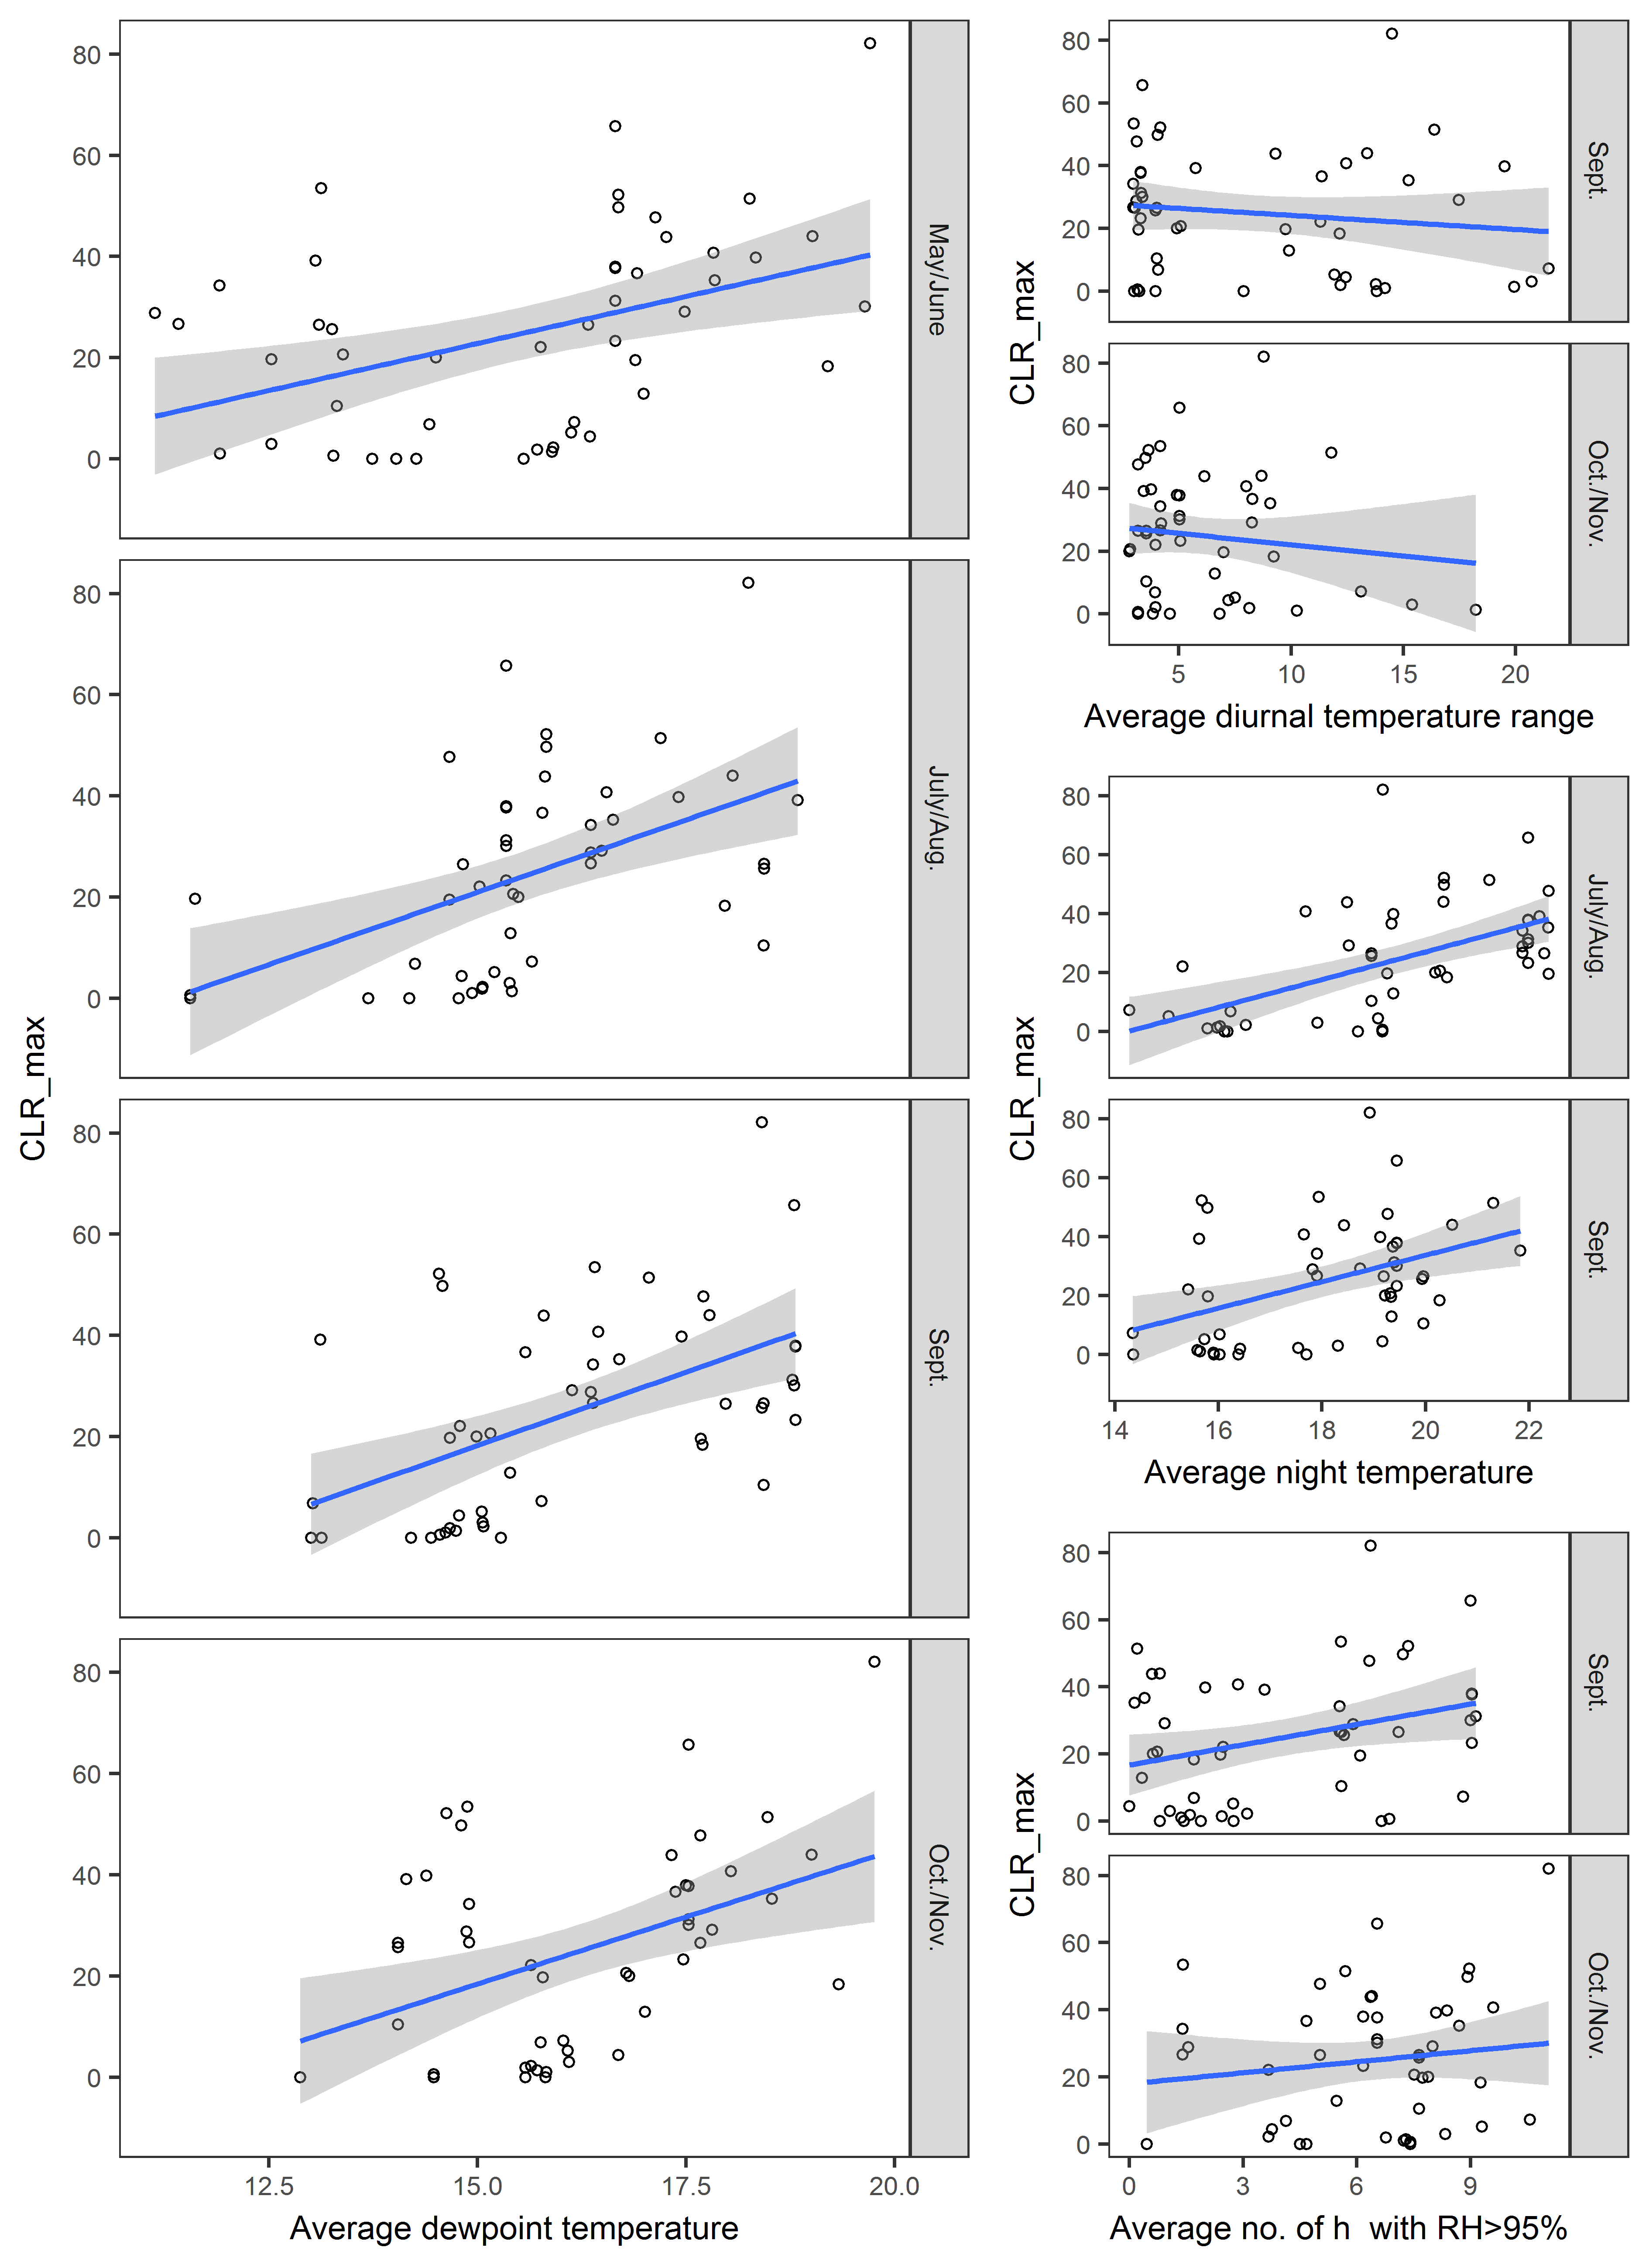 80
60
40
20
0
May/June
80
60
40
20
0
July/Aug.
80
60
40
20
0
Sept.
80
60
40
20
0
Oct./Nov.
CLR_max
12.5 15.0 17.5 20.0
Average dewpoint temperature
80
60
40
20
0
Sept.
80
60
40
20
0
Oct./Nov.
CLR_max
5 10 15 20
Average diurnal temperature range
80
60
40
20
0
July/Aug.
80
60
40
20
0
Sept.
CLR_max
14 16 18 20 22
Average night temperature
80
60
40
20
0
Sept.
80
60
40
20
0
Oct./Nov.
CLR_max
0 3 6 9
Average no. of h  with RH>95%